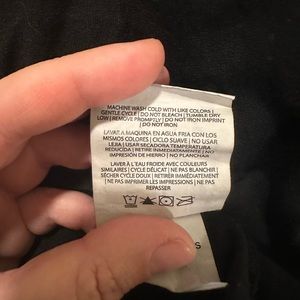 MACHINE WASH COLD WITH LIKE COLORS |
GENTLE CYCLE | DO NOT BLEACH | TUMBLE DRY
LOW | REMOVE PROMPTLY | DO NOT IRON IMPRINT
| DO NOT IRON
LAVAR A MAQUINA EN AGUA FRIA CON LOS
MISMOS COLORES | CICLO SUAVE | NO USAR
LEJIA | USAR SECADORA TEMPERATURA
REDUCIDA | RETIRE INMEDIATAMENTE | NO
IMPRESIÓN DE HIERRO | NO PLANCHAR
LAVER À L'EAU FROIDE AVEC COULEURS
SIMILAIRES | CYCLE DÉLICAT | NE PAS BLANCHIR |
SÉCHER CYCLE DOUX | RETIRER IMMÉDIATEMENT
| NE PAS IMPRIMER LES IMPRESSIONS | NE PAS
REPASSER
S